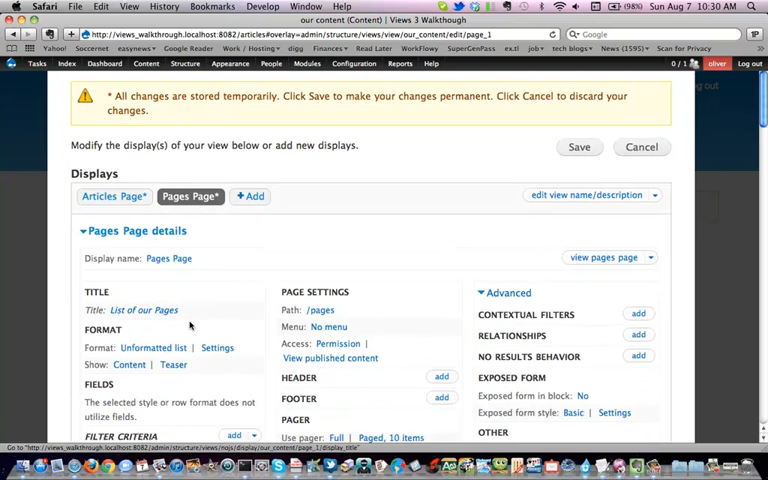 Safari File Edit View History Bookmarks Develop Window Help (98%) Sun Aug 7 10:30 AM
our content (Content) | Views 3 Walkthough
http://views_walkthrough.localhost:8082/articles#overlay=admin/structure/views/view/our_content/edit/page_1 Google
Yahoo! Soccernet easynews Google Reader Work / Hosting digg Finances Read Later WorkFlowy SuperGenPass ex.tl job tech blogs News (1595) Scan for Privacy
Tasks Index Dashboard Content Structure Appearance People Modules Configuration Reports Help 0 / 1 oliver Log out
* All changes are stored temporarily. Click Save to make your changes permanent. Click Cancel to discard your
changes.
Modify the display(s) of your view below or add new displays. Save Cancel
Displays
Articles Page* Pages Page* + Add edit view name/description
Pages Page details
Display name: Pages Page view pages page
TITLE
Title: List of our Pages
FORMAT
Format: Unformatted list | Settings
Show: Content | Teaser
FIELDS
The selected style or row format does not
utilize fields.
FILTER CRITERIA add
PAGE SETTINGS
Path: /pages
Menu: No menu
Access: Permission |
View published content
HEADER add
FOOTER add
PAGER
Use pager: Full | Paged, 10 items
Advanced
CONTEXTUAL FILTERS add
RELATIONSHIPS add
NO RESULTS BEHAVIOR add
EXPOSED FORM
Exposed form in block: No
Exposed form style: Basic | Settings
OTHER
Go to "http://views_walkthrough.localhost:8082/admin/structure/views/nojs/display/our_content/page_1/display_title"